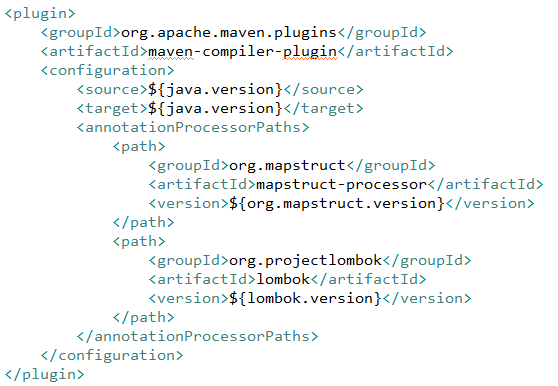 <plugin>
    <groupId>org.apache.maven.plugins</groupId>
    <artifactId>maven-compiler-plugin</artifactId>
    <configuration>
        <source>${java.version}</source>
        <target>${java.version}</target>
        <annotationProcessorPaths>
            <path>
                <groupId>org.mapstruct</groupId>
                <artifactId>mapstruct-processor</artifactId>
                <version>${org.mapstruct.version}</version>
            </path>
            <path>
                <groupId>org.projectlombok</groupId>
                <artifactId>lombok</artifactId>
                <version>${lombok.version}</version>
            </path>
        </annotationProcessorPaths>
    </configuration>
</plugin>